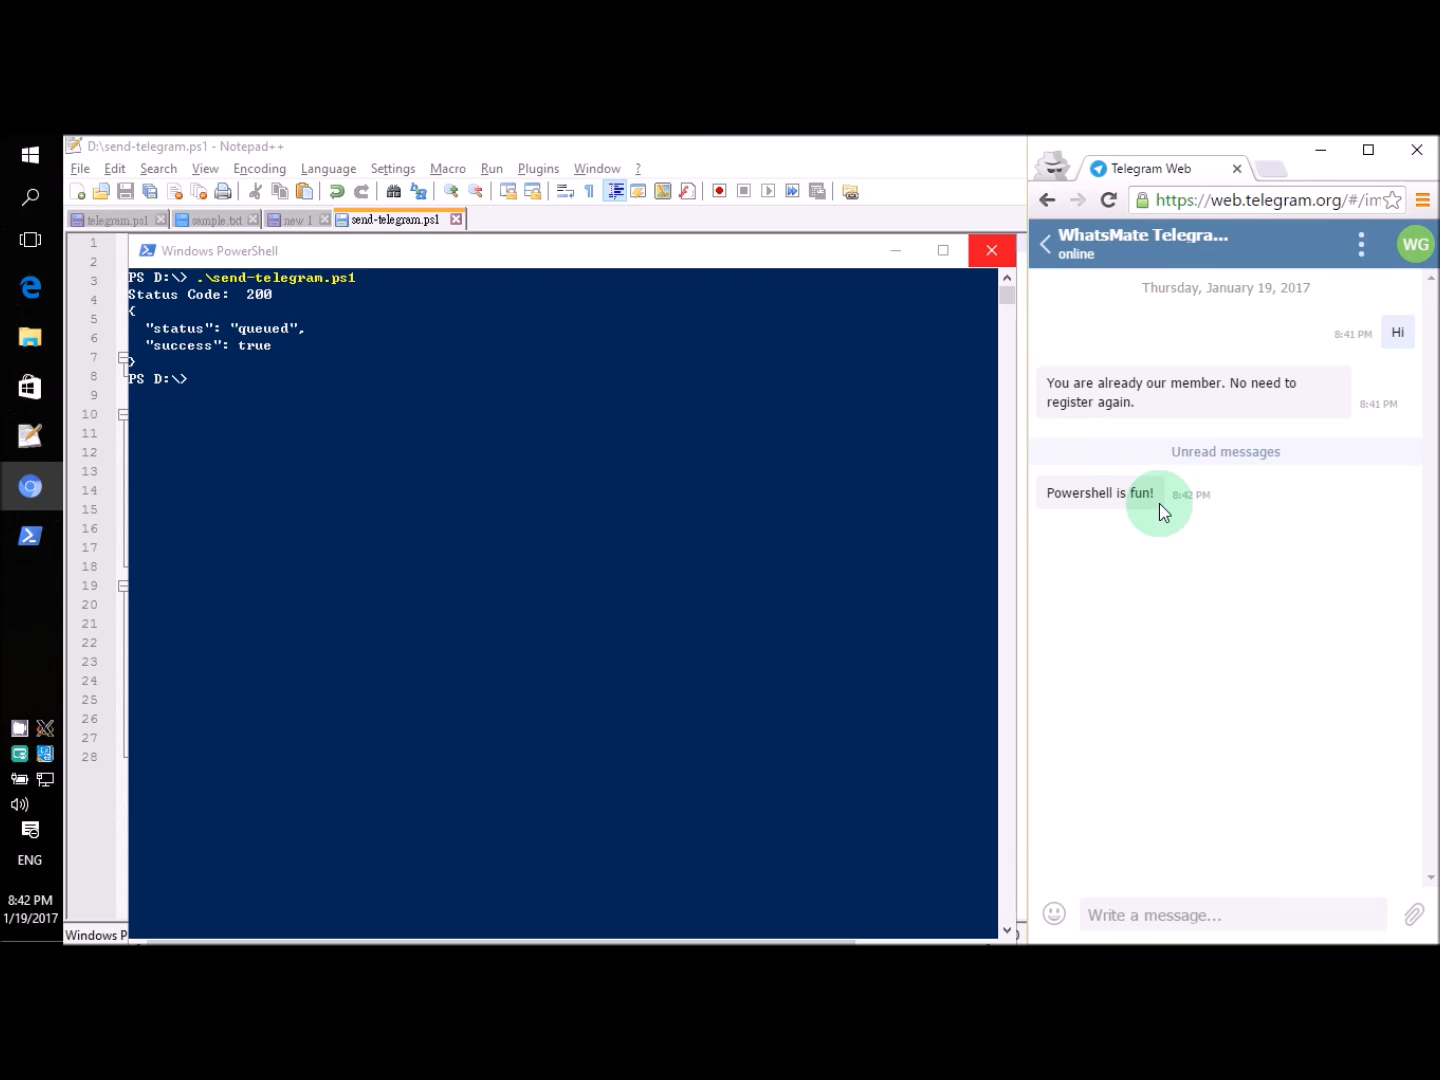 D:\send-telegram.ps1 - Notepad++
File Edit Search View Encoding Language Settings Macro Run Plugins Window ?
telegram.ps1 sample.txt new 1 send-telegram.ps1
1
2
3
4
5
6
7
8
9
10
11
12
13
14
15
16
17
18
19
20
21
22
23
24
25
26
27
28
Windows PowerShell
PS D:\> .\send-telegram.ps1
Status Code:  200
{
"status": "queued",
"success": true
}
PS D:\>
Windows P
Telegram Web
https://web.telegram.org/#/im
WhatsMate Telegra...
online
WG
Thursday, January 19, 2017
8:41 PM Hi
You are already our member. No need to
register again.
8:41 PM
Unread messages
Powershell is fun! 8:42 PM
Write a message...
ENG
8:42 PM
1/19/2017